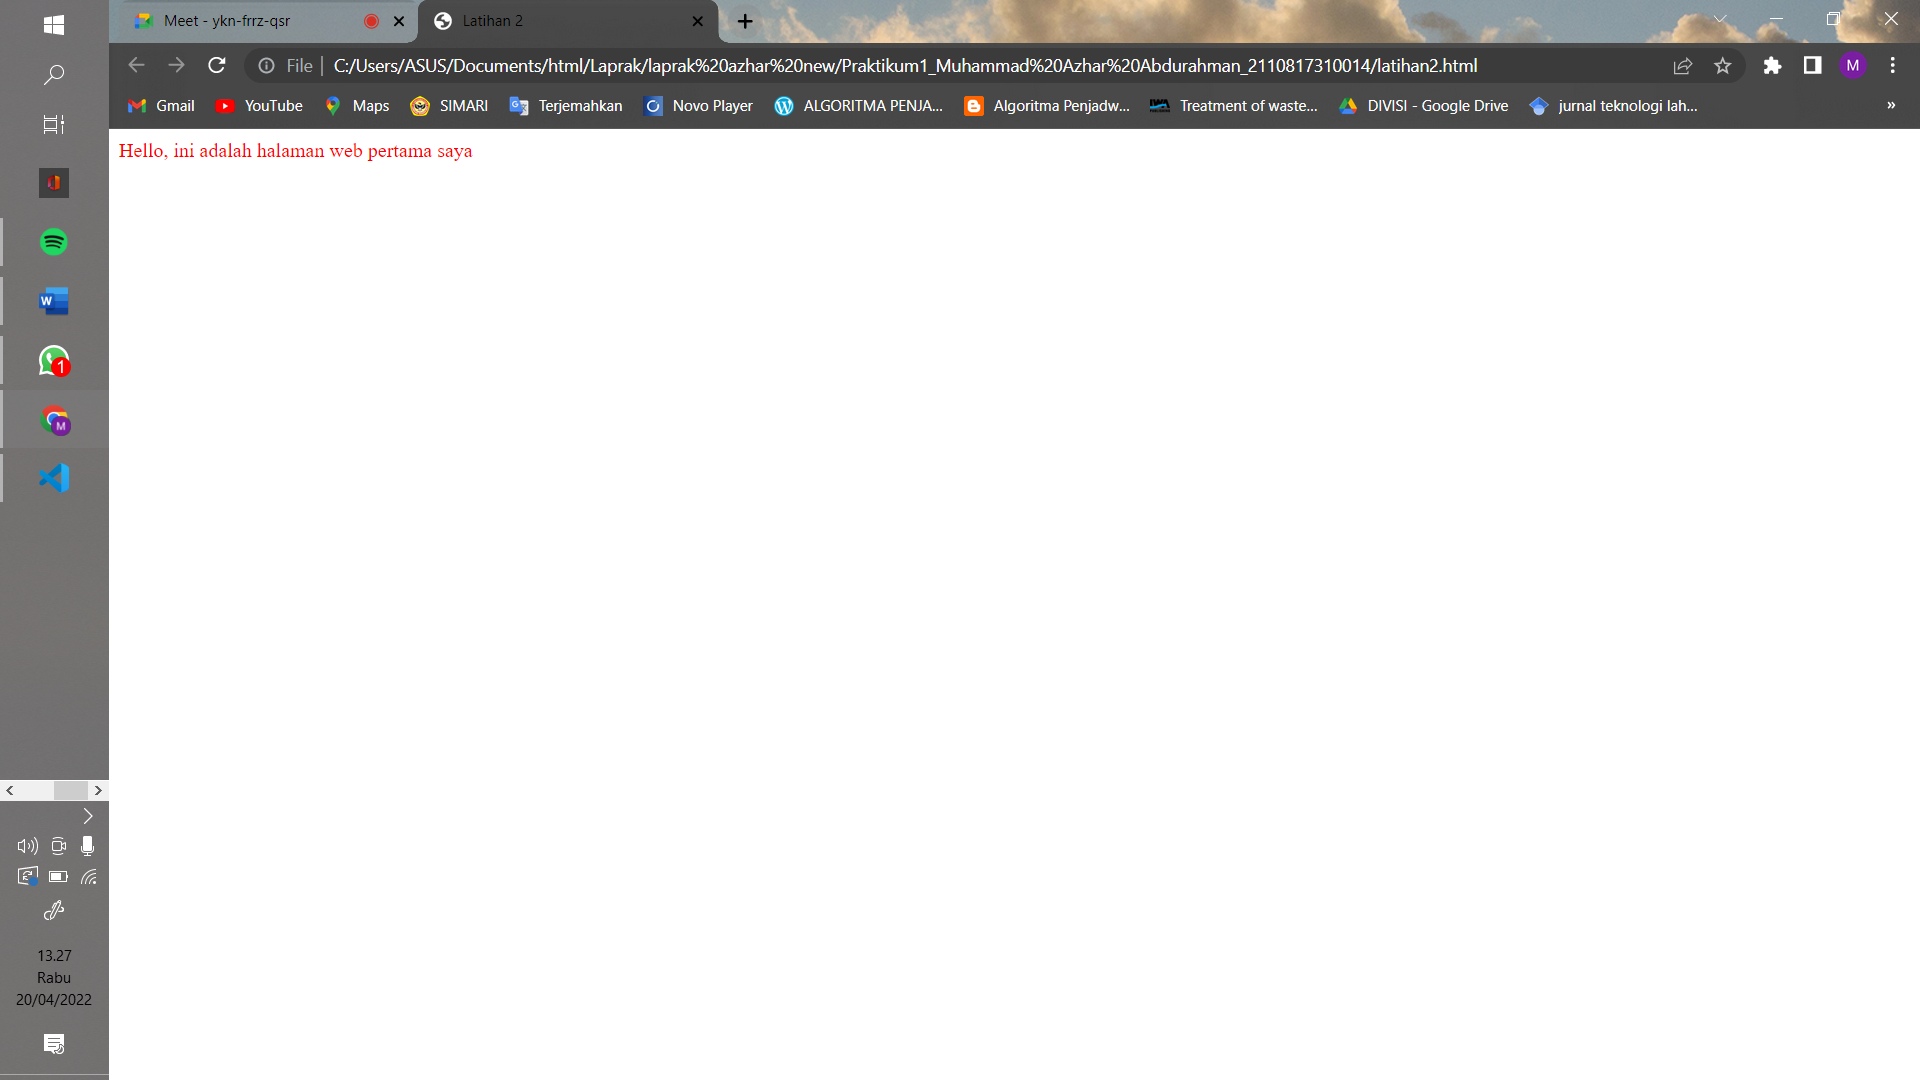 Meet - ykn-frrz-qsr
Latihan 2
File | C:/Users/ASUS/Documents/html/Laprak/laprak%20azhar%20new/Praktikum1_Muhammad%20Azhar%20Abdurahman_2110817310014/latihan2.html
M
Gmail YouTube Maps SIMARI Terjemahkan Novo Player ALGORITMA PENJA... Algoritma Penjadw... Treatment of waste... DIVISI - Google Drive jurnal teknologi lah... »
Hello, ini adalah halaman web pertama saya
W
1
M
13.27
Rabu
20/04/2022